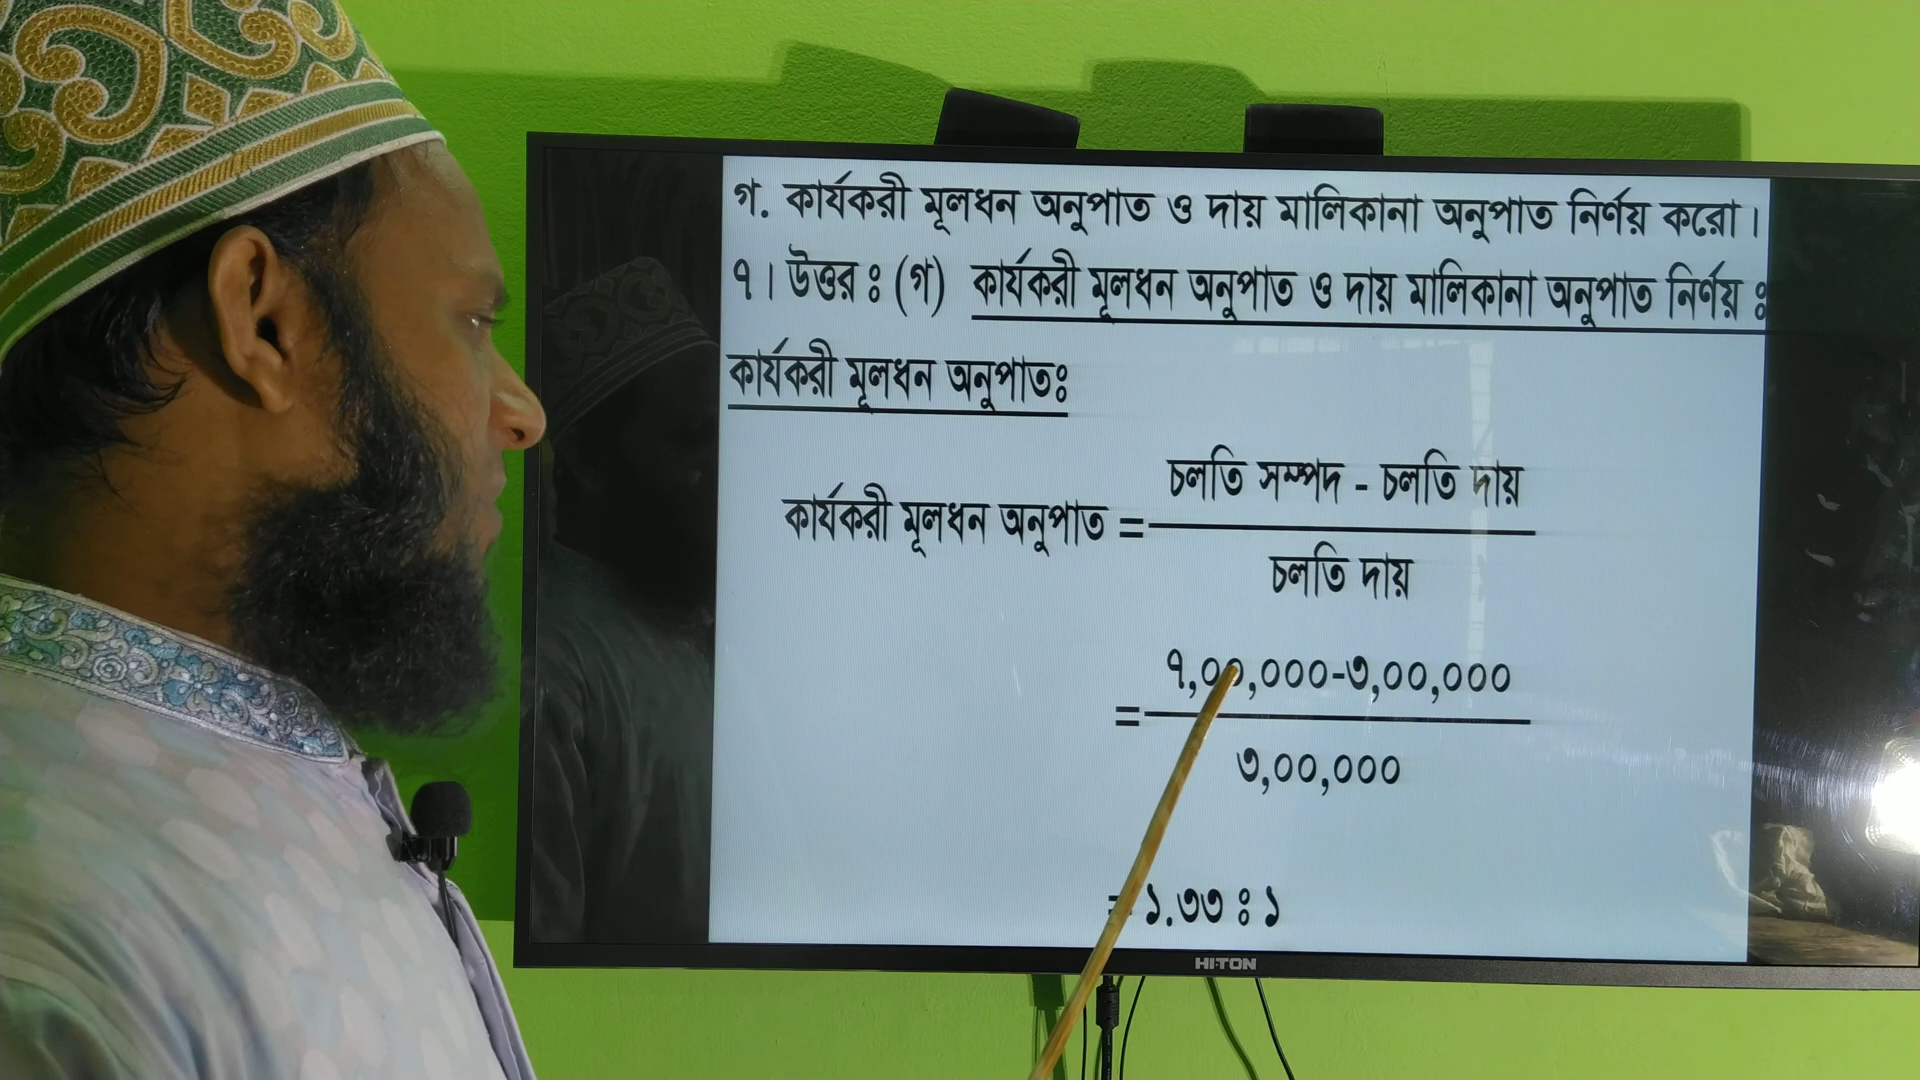 গ. কার্যকরী মূলধন অনুপাত ও দায় মালিকানা অনুপাত নির্ণয় করো।
৭। উত্তর ঃ (গ) কার্যকরী মূলধন অনুপাত ও দায় মালিকানা অনুপাত নির্ণয় ঃ
কার্যকরী মূলধন অনুপাতঃ
চলতি সম্পদ - চলতি দায়
কার্যকরী মূলধন অনুপাত =
চলতি দায়
৭,০০,০০০-৩,০০,০০০
=
৩,০০,০০০
= ১.৩৩ ঃ ১
HI-TON